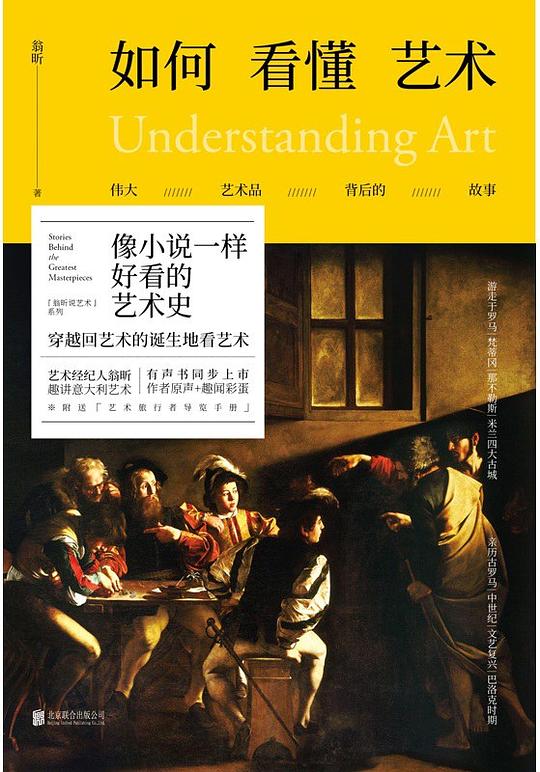 翁昕
著
如何 看懂 艺术
Understanding Art
伟大 /////// 艺术品 /////// 背后的 /////// 故事
Stories
Behind
the
Greatest
Masterpieces
「翁昕说艺术」
系列
像小说一样
好看的
艺术史
穿越回艺术的诞生地看艺术
艺术经纪人翁昕
趣讲意大利艺术
有声书同步上市
作者原声+趣闻彩蛋
※附送「艺术旅行者导览手册」
游走于罗马|梵蒂冈|那不勒斯|米兰四大古城
亲历古罗马|中世纪|文艺复兴|巴洛克时期
北京联合出版公司
Beijing United Publishing Co.,Ltd.